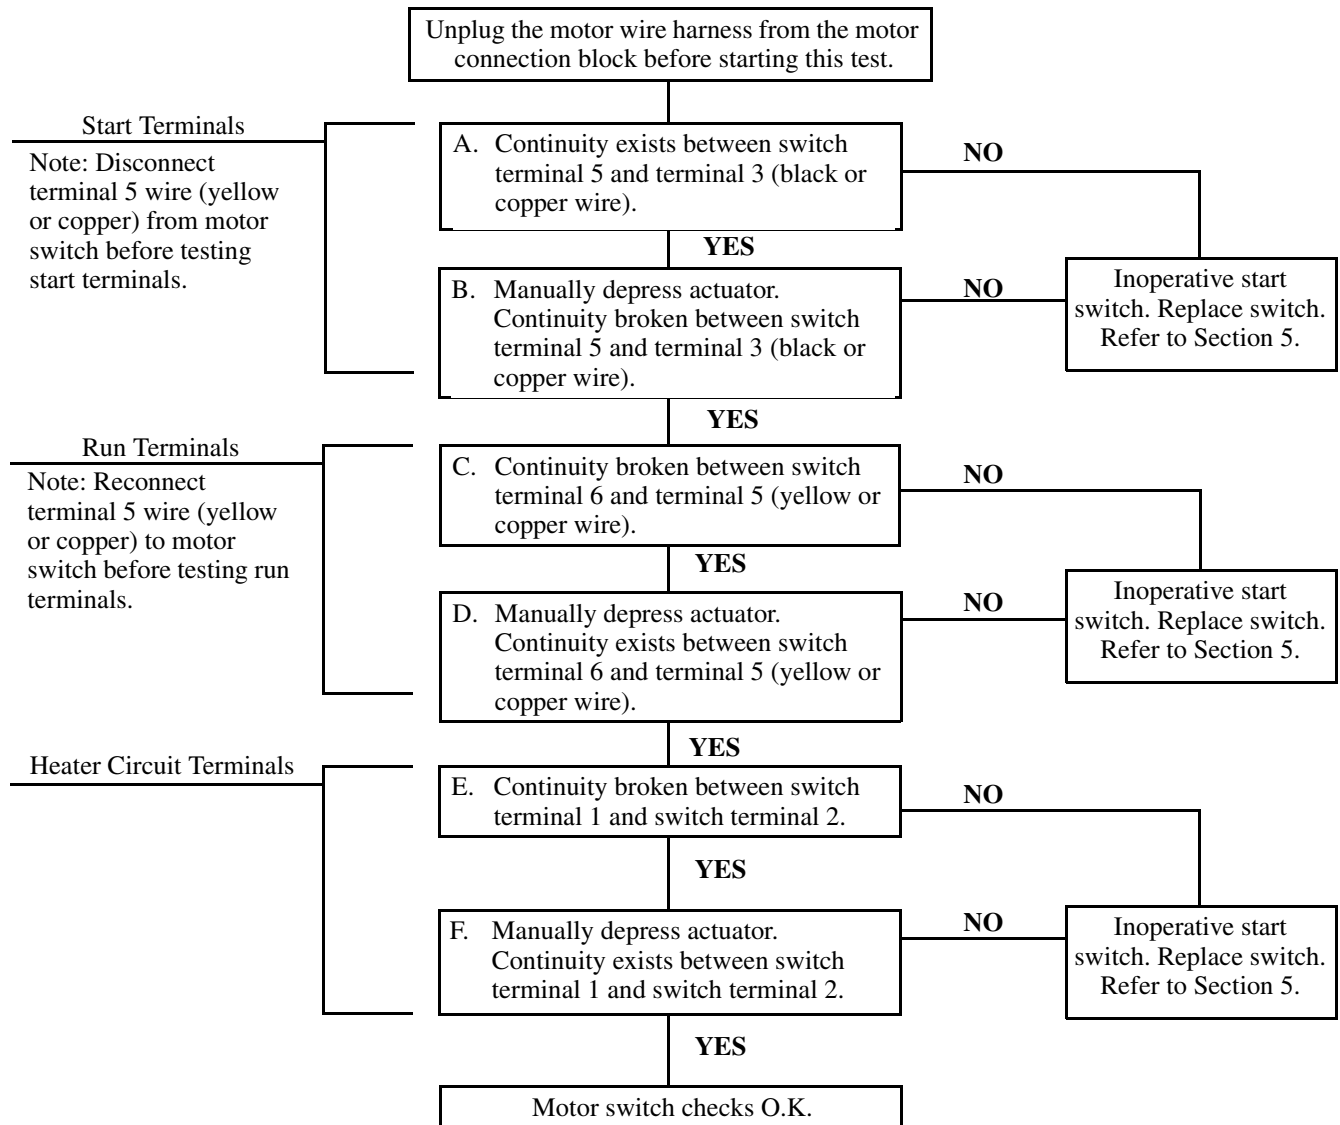 Unplug the motor wire harness from the motor
connection block before starting this test.
Start Terminals
Note: Disconnect
terminal 5 wire (yellow
or copper) from motor
switch before testing
start terminals.
A. Continuity exists between switch
terminal 5 and terminal 3 (black or
copper wire).
NO
YES
B. Manually depress actuator.
Continuity broken between switch
terminal 5 and terminal 3 (black or
copper wire).
NO
Inoperative start
switch. Replace switch.
Refer to Section 5.
YES
Run Terminals
Note: Reconnect
terminal 5 wire (yellow
or copper) to motor
switch before testing run
terminals.
C. Continuity broken between switch
terminal 6 and terminal 5 (yellow or
copper wire).
NO
YES
D. Manually depress actuator.
Continuity exists between switch
terminal 6 and terminal 5 (yellow or
copper wire).
NO
Inoperative start
switch. Replace switch.
Refer to Section 5.
YES
Heater Circuit Terminals
E. Continuity broken between switch
terminal 1 and switch terminal 2.
NO
YES
F. Manually depress actuator.
Continuity exists between switch
terminal 1 and switch terminal 2.
NO
Inoperative start
switch. Replace switch.
Refer to Section 5.
YES
Motor switch checks O.K.